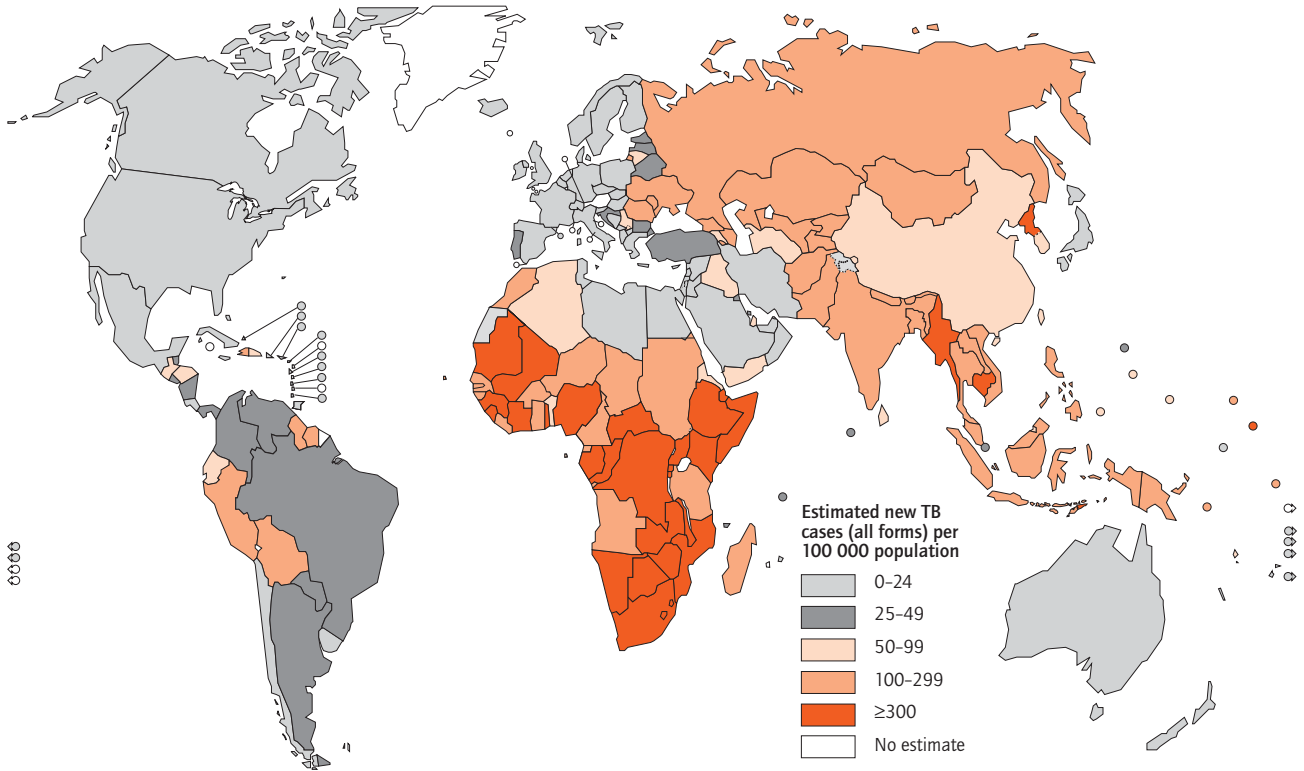 Estimated new TB
cases (all forms) per
100 000 population
0–24
25–49
50–99
100–299
≥300
No estimate